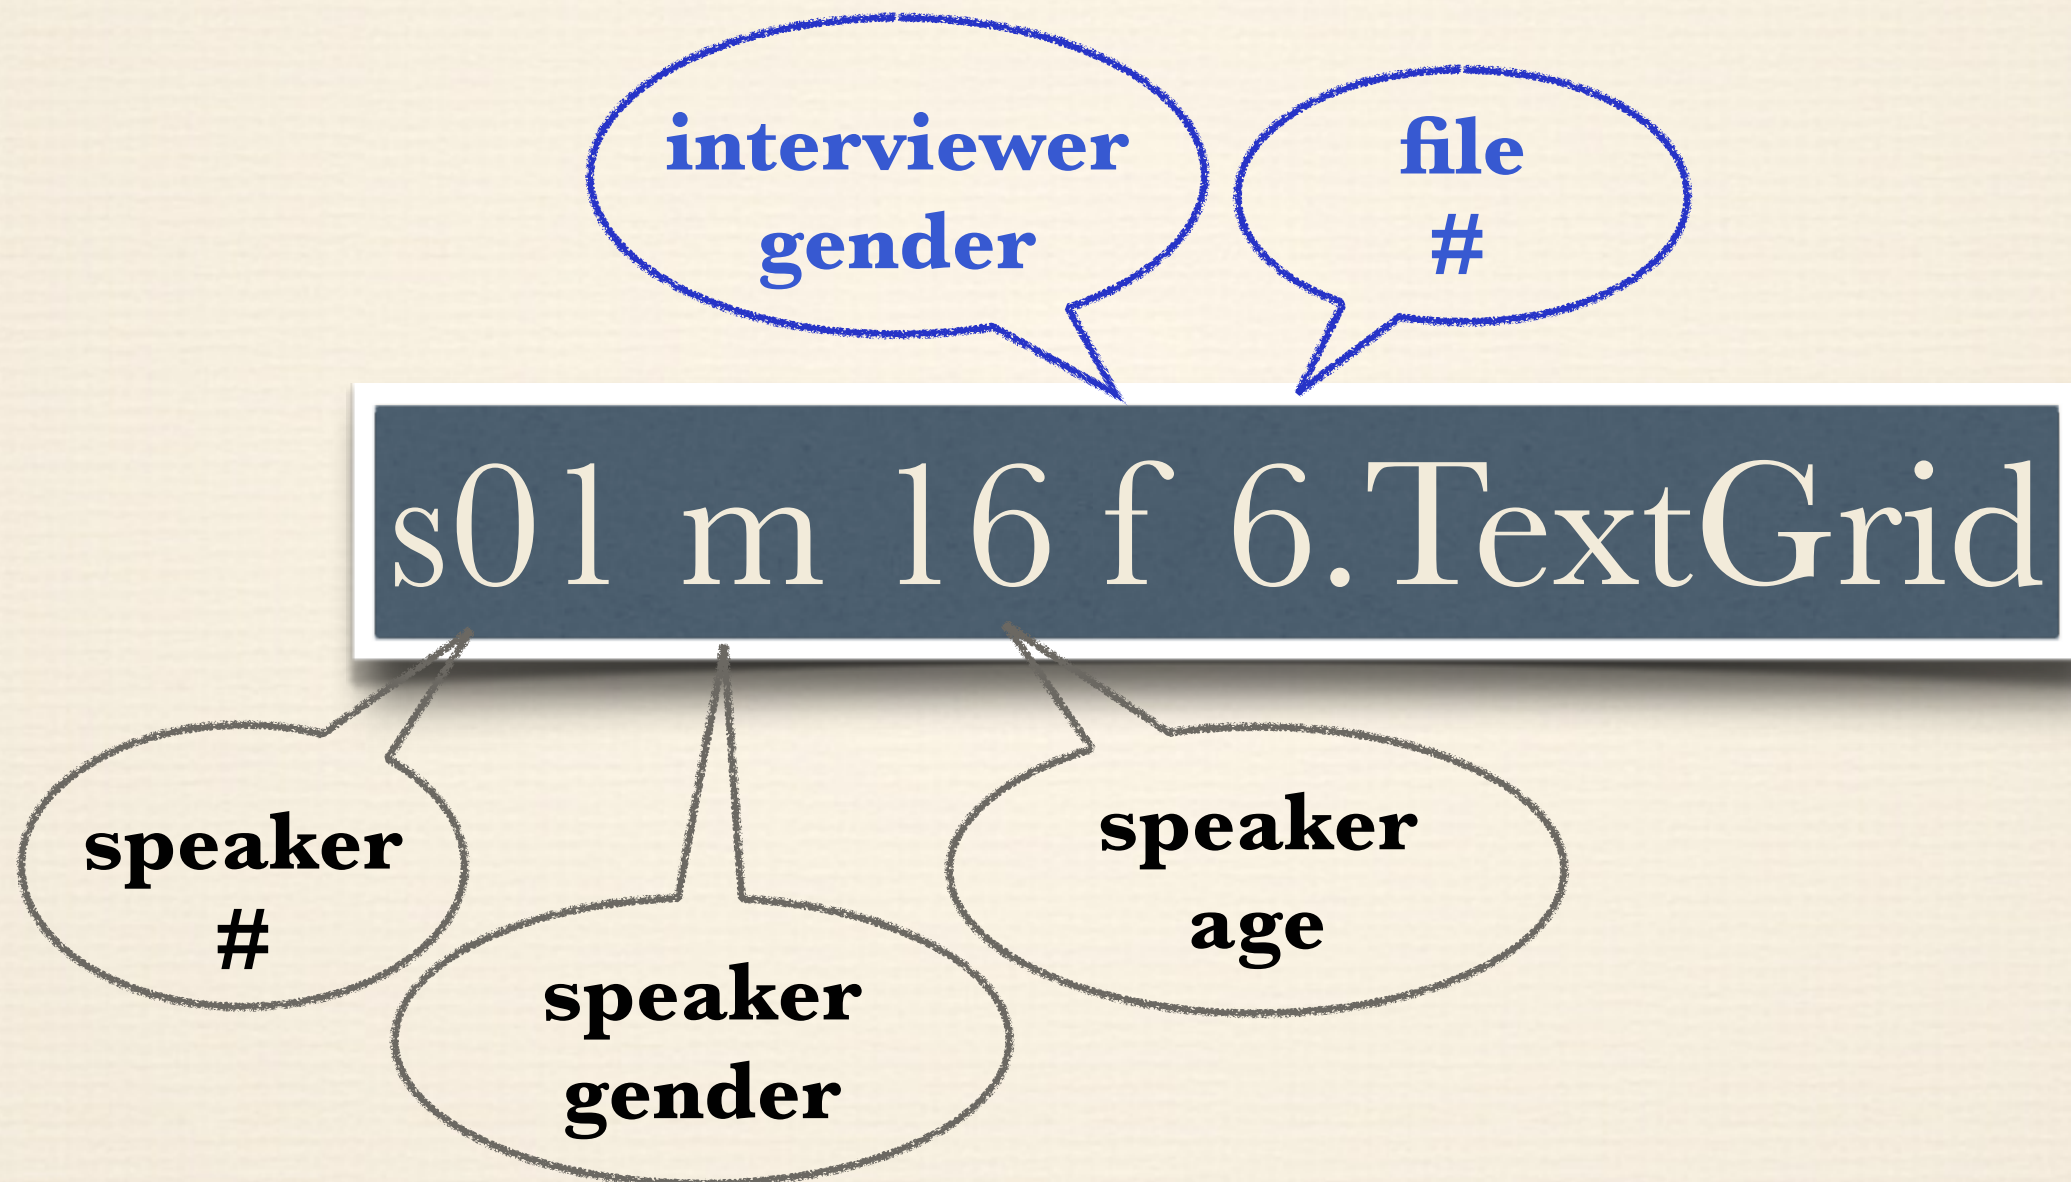 interviewer
gender
file
#
s01 m 16 f 6.TextGrid
speaker
#
speaker
gender
speaker
age